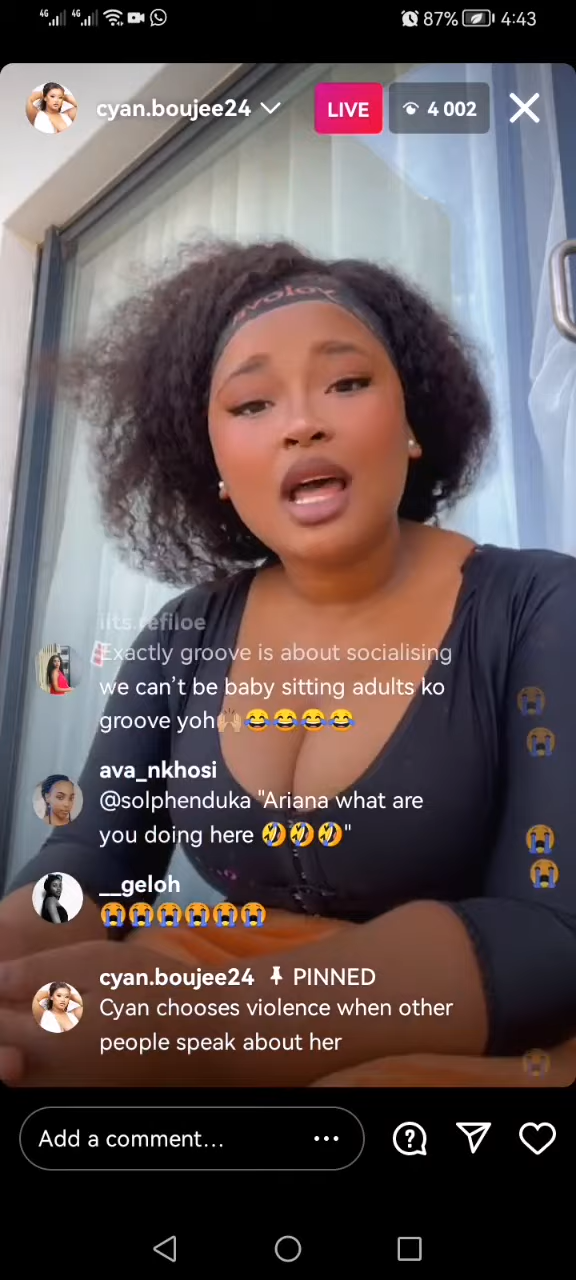 4G 4G 87% 4:43
cyan.boujee24 LIVE 4 002
iits.refiloe
Exactly groove is about socialising
we can’t be baby sitting adults ko
groove yoh🙌🏼😂😂😂😂
ava_nkhosi
@solphenduka "Ariana what are
you doing here 🤣🤣🤣"
__geloh
😭😭😭😭😭😭
cyan.boujee24 PINNED
Cyan chooses violence when other
people speak about her
Add a comment...